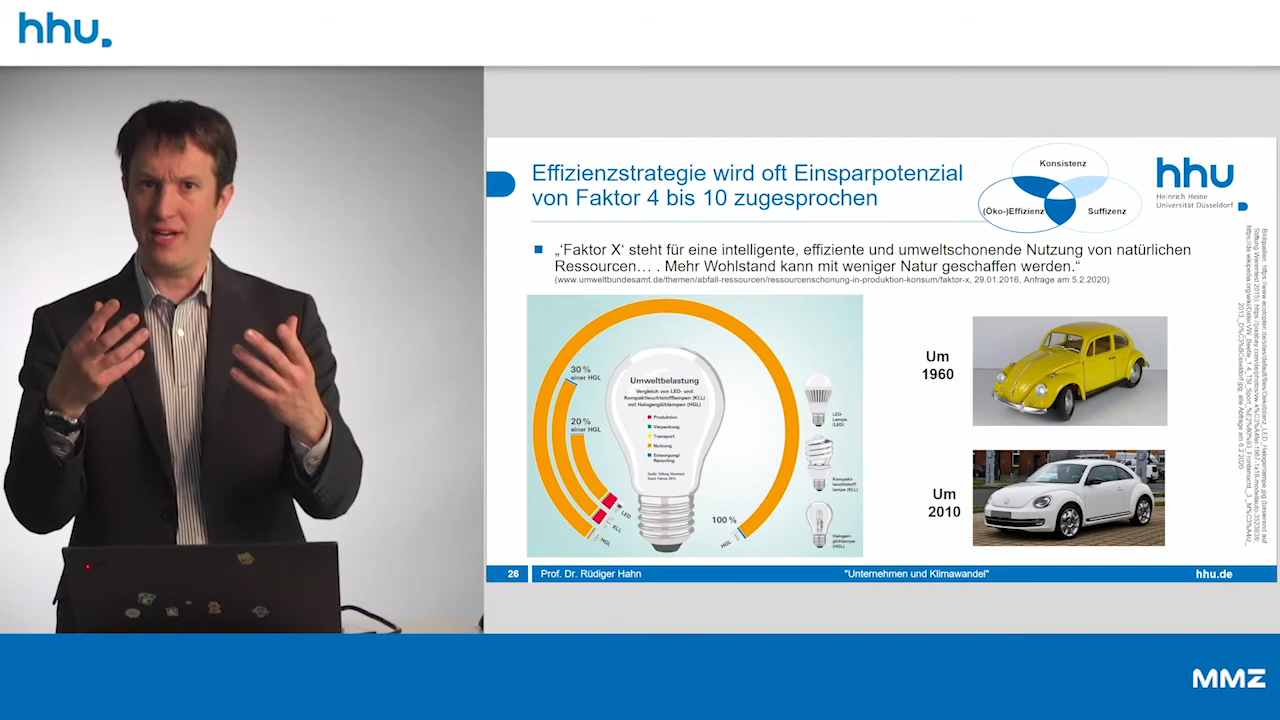 hhu.
Effizienzstrategie wird oft Einsparpotenzial
von Faktor 4 bis 10 zugesprochen
Konsistenz
(Öko-)Effizienz
Suffizenz
hhu
Heinrich Heine
Universität Düsseldorf
„‘Faktor X‘ steht für eine intelligente, effiziente und umweltschonende Nutzung von natürlichen
Ressourcen… . Mehr Wohlstand kann mit weniger Natur geschaffen werden.“
(www.umweltbundesamt.de/themen/abfall-ressourcen/ressourcenschonung-in-produktion-konsum/faktor-x, 29.01.2016, Anfrage am 5.2.2020)
30 %
einer HGL
20 %
einer HGL
Umweltbelastung
Vergleich von LED- und
Kompaktleuchtstofflampen (KLL)
mit Halogenglühlampen (HGL)
Produktion
Verpackung
Transport
Nutzung
Entsorgung/
Recycling
LED
KLL
HGL
100 %
HGL
LED-
Lampe
(LED)
Kompakt-
leuchtstoff-
lampe (KLL)
Halogen-
glühlampe
(HGL)
Um
1960
Um
2010
26
Prof. Dr. Rüdiger Hahn
"Unternehmen und Klimawandel"
hhu.de
MMZ